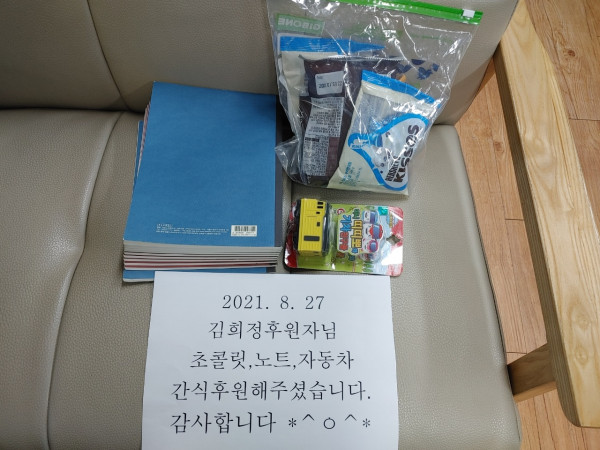 2021. 8. 27
김희정후원자님
초콜릿,노트,자동차
간식후원해주셨습니다.
감사합니다 *^ㅇ^*